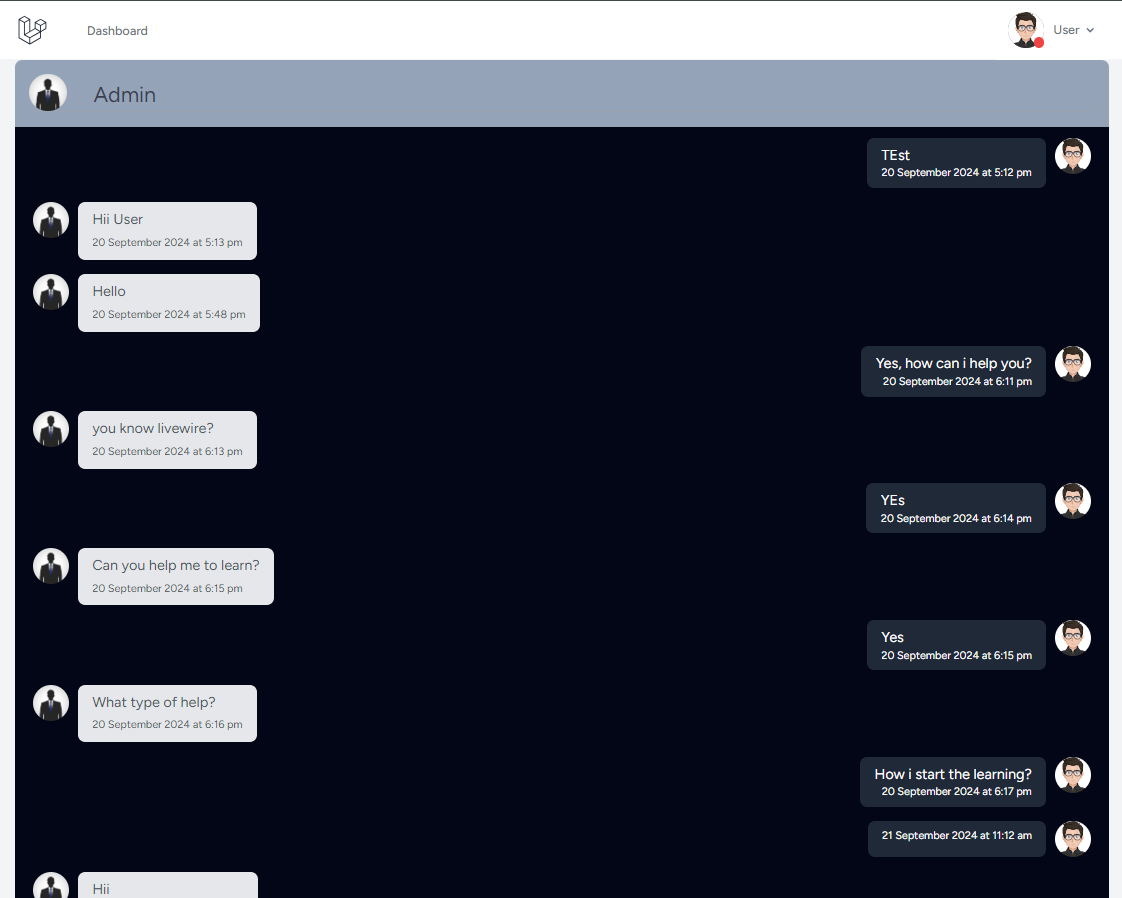 Dashboard
User
Admin
TEst
20 September 2024 at 5:12 pm
Hii User
20 September 2024 at 5:13 pm
Hello
20 September 2024 at 5:48 pm
Yes, how can i help you?
20 September 2024 at 6:11 pm
you know livewire?
20 September 2024 at 6:13 pm
YEs
20 September 2024 at 6:14 pm
Can you help me to learn?
20 September 2024 at 6:15 pm
Yes
20 September 2024 at 6:15 pm
What type of help?
20 September 2024 at 6:16 pm
How i start the learning?
20 September 2024 at 6:17 pm
21 September 2024 at 11:12 am
Hii